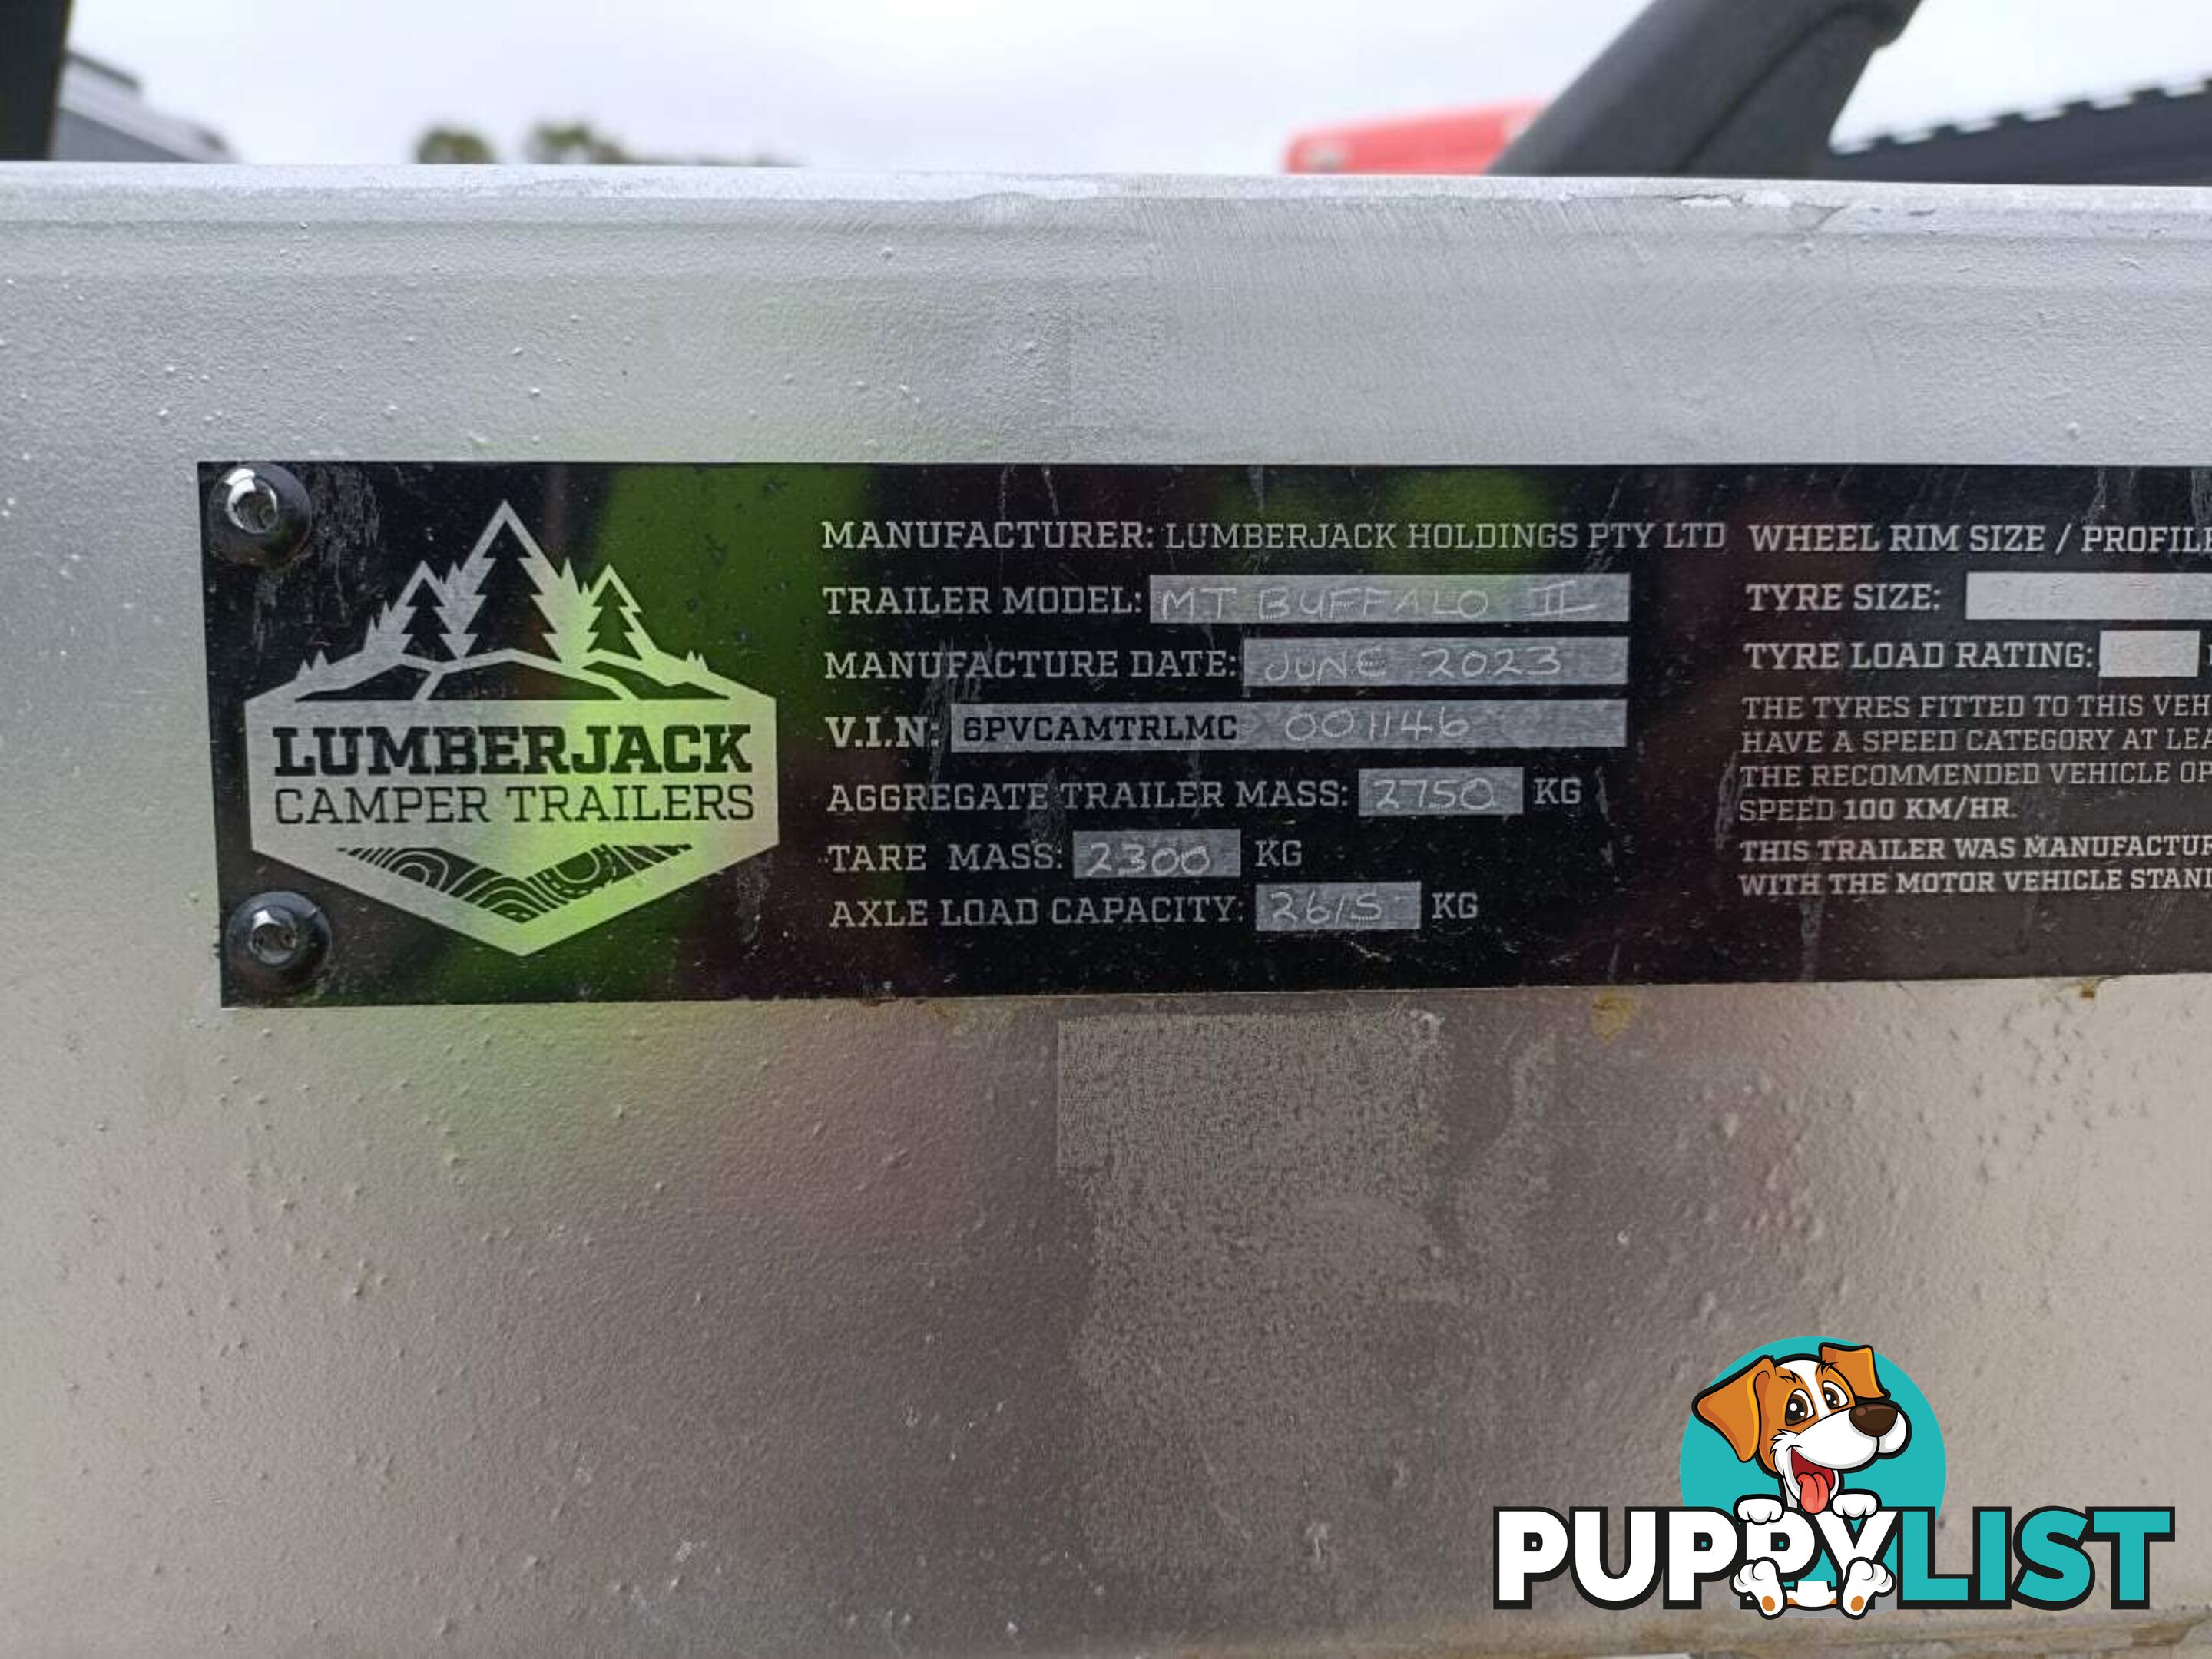 LUMBERJACK
CAMPER TRAILERS
MANUFACTURER: LUMBERJACK HOLDINGS PTY LTD
TRAILER MODEL: MT BUFFALO II
MANUFACTURE DATE: JUNE 2023
V.I.N: 6PVCAMTRLMC 001146
AGGREGATE TRAILER MASS: 2750 KG
TARE MASS: 2300 KG
AXLE LOAD CAPACITY: 2615 KG
WHEEL RIM SIZE / PROFILE
TYRE SIZE:
TYRE LOAD RATING:
THE TYRES FITTED TO THIS VEH
HAVE A SPEED CATEGORY AT LEA
THE RECOMMENDED VEHICLE OP
SPEED 100 KM/HR.
THIS TRAILER WAS MANUFACTUR
WITH THE MOTOR VEHICLE STAN
PUPPYLIST